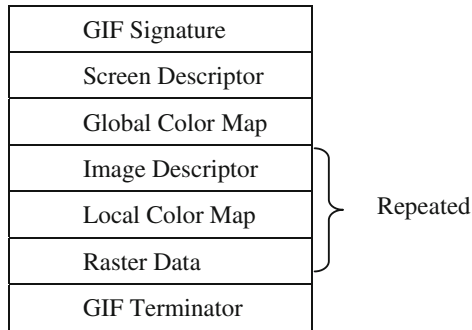 GIF Signature
Screen Descriptor
Global Color Map
Image Descriptor
Local Color Map
Repeated
Raster Data
GIF Terminator